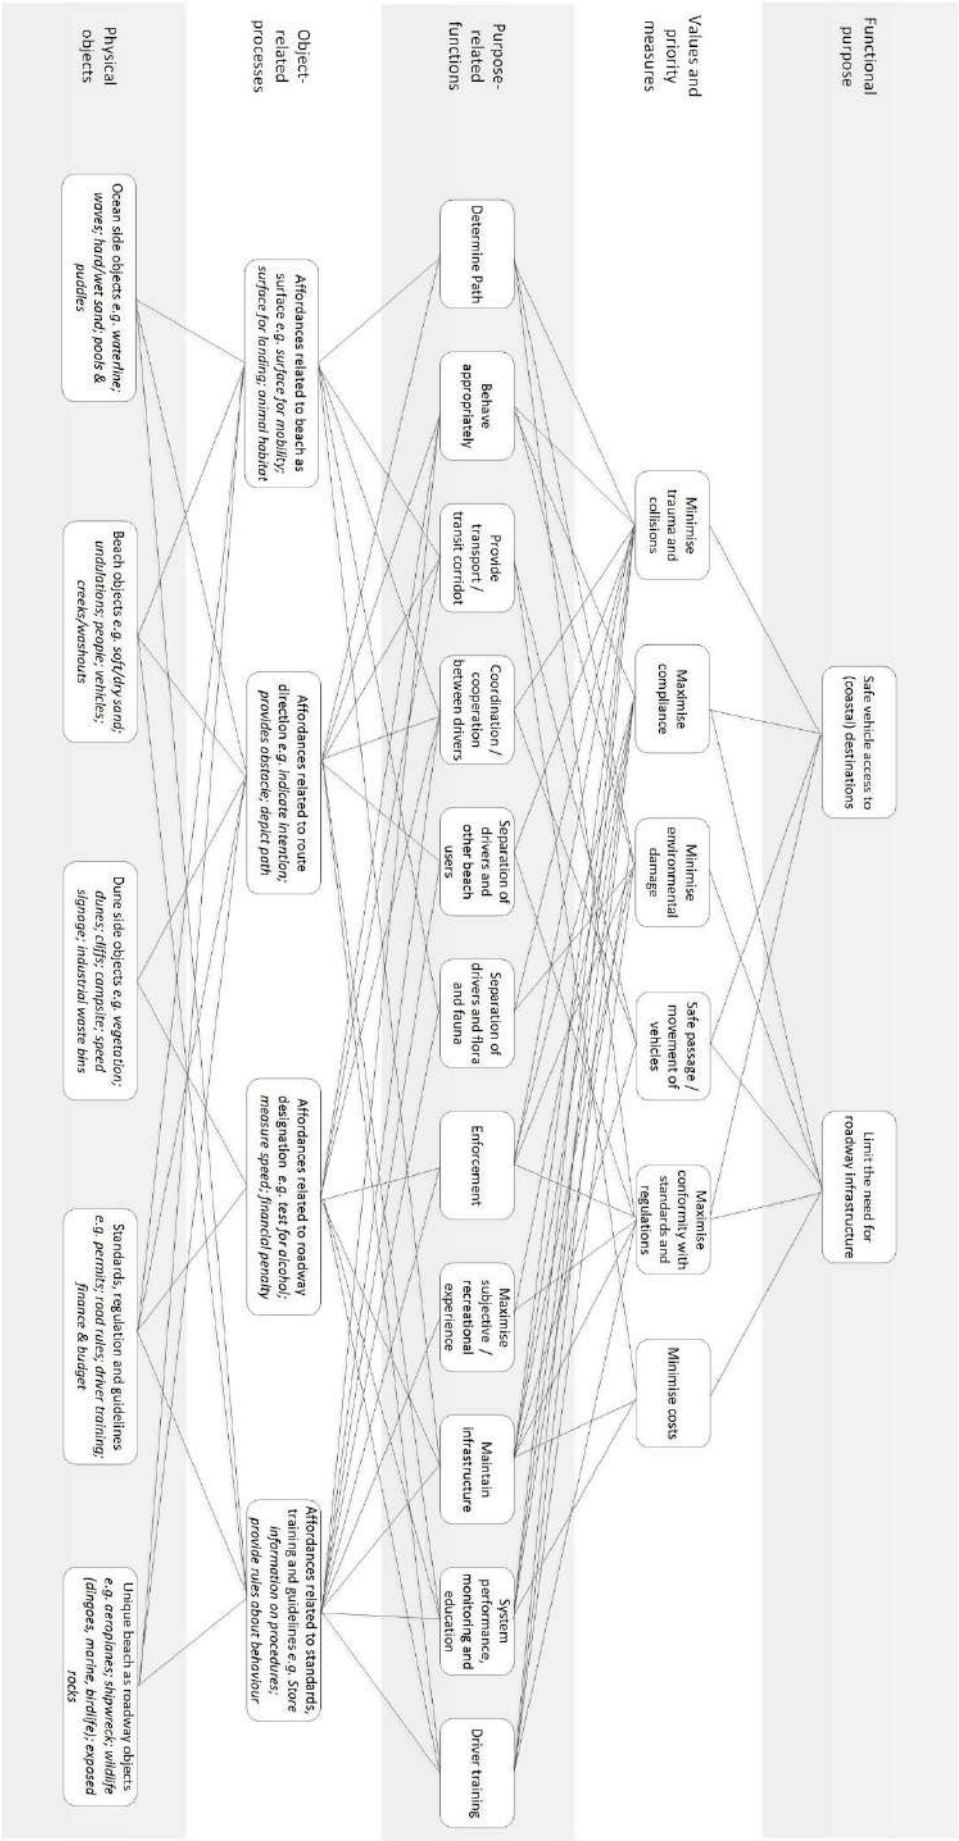 Functional
purpose
Safe vehicle access to
(coastal) destinations
Limit the need for
roadway infrastructure
Values and
priority
measures
Minimise
trauma and
collisions
Maximise
compliance
Minimise
environmental
damage
Safe passage /
movement of
vehicles
Maximise
conformity with
standards and
regulations
Minimise costs
Purpose-
related
functions
Determine Path
Behave
appropriately
Provide
transport /
transit corridot
Coordination /
cooperation
between drivers
Separation of
drivers and
other beach
users
Separation of
drivers and flora
and fauna
Enforcement
Maximise
subjective /
recreational
experience
Maintain
infrastructure
System
performance,
monitoring and
education
Driver training
Object-
related
processes
Affordances related to beach as
surface e.g. surface for mobility;
surface for landing; animal habitat
Affordances related to route
direction e.g. indicate intention;
provides obstacle; depict path
Affordances related to roadway
designation e.g. test for alcohol;
measure speed; financial penalty
Affordances related to standards,
training and guidelines e.g. Store
information on procedures;
provide rules about behaviour
Physical
objects
Ocean side objects e.g. waterline;
waves; hard/wet sand; pools &
puddles
Beach objects e.g. soft/dry sand;
undulations; people; vehicles;
creeks/washouts
Dune side objects e.g. vegetation;
dunes; cliffs; campsite; speed
signage; industrial waste bins
Standards, regulation and guidelines
e.g. permits; road rules; driver training;
finance & budget
Unique beach as roadway objects
e.g. aeroplanes; shipwreck; wildlife
(dingoes, marine, birdlife); exposed
rocks